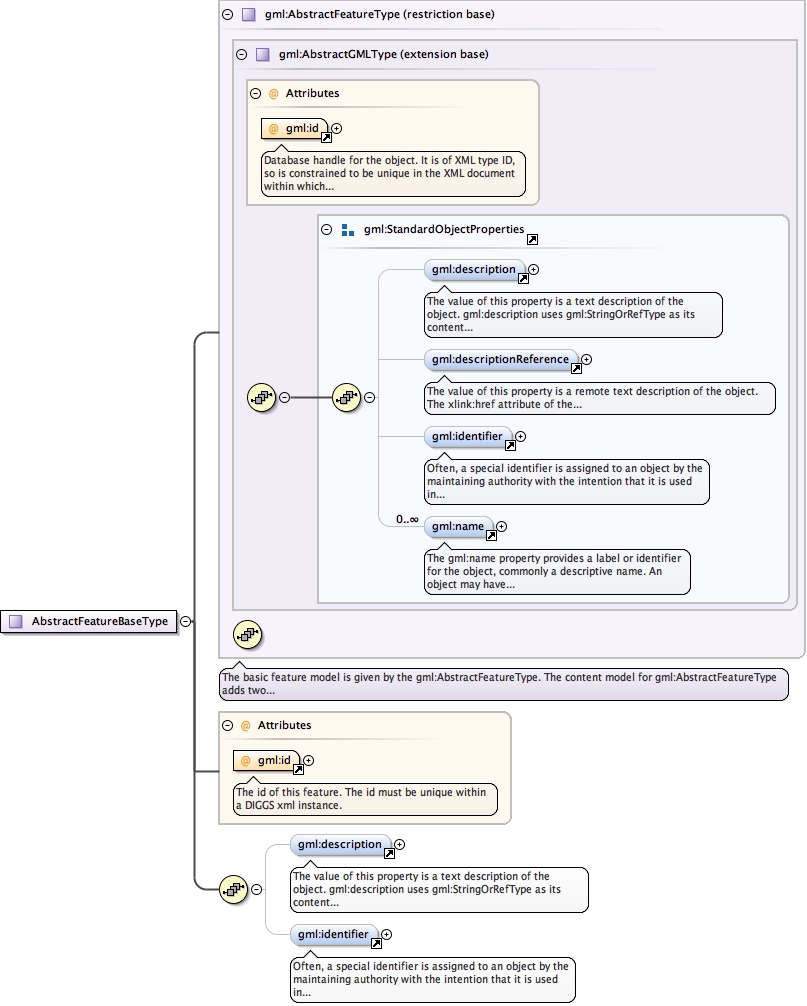 gml:AbstractFeatureType (restriction base)
gml:AbstractGMLType (extension base)
@ Attributes
@ gml:id
Database handle for the object. It is of XML type ID,
so is constrained to be unique in the XML document
within which...
gml:StandardObjectProperties
gml:description
The value of this property is a text description of the
object. gml:description uses gml:StringOrRefType as its
content...
gml:descriptionReference
The value of this property is a remote text description of the object.
The xlink:href attribute of the...
gml:identifier
Often, a special identifier is assigned to an object by the
maintaining authority with the intention that it is used
in...
0..∞
gml:name
The gml:name property provides a label or identifier
for the object, commonly a descriptive name. An
object may have...
AbstractFeatureBaseType
The basic feature model is given by the gml:AbstractFeatureType. The content model for gml:AbstractFeatureType
adds two...
@ Attributes
@ gml:id
The id of this feature. The id must be unique within
a DIGGS xml instance.
gml:description
The value of this property is a text description of the
object. gml:description uses gml:StringOrRefType as its
content...
gml:identifier
Often, a special identifier is assigned to an object by the
maintaining authority with the intention that it is used
in...